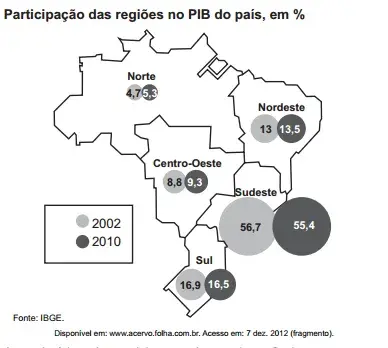 Participação das regiões no PIB do país, em %
Norte
4,7 5,3
Nordeste
13 13,5
Centro-Oeste
8,8 9,3
Sudeste
56,7 55,4
2002
2010
Sul
16,9 16,5
Fonte: IBGE.
Disponível em: www.acervo.folha.com.br. Acesso em: 7 dez. 2012 (fragmento).